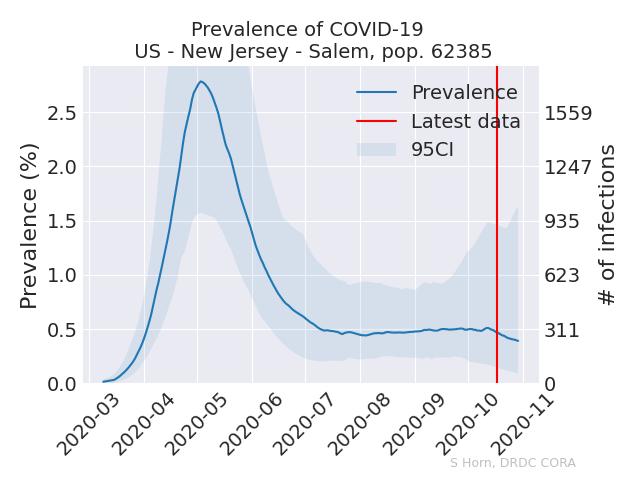 Prevalence of COVID-19
US - New Jersey - Salem, pop. 62385
Prevalence
Latest data
95CI
Prevalence (%)
2.5
2.0
1.5
1.0
0.5
0.0
1559
1247
935
623
311
0
# of infections
2020-03
2020-04
2020-05
2020-06
2020-07
2020-08
2020-09
2020-10
2020-11
S Horn, DRDC CORA